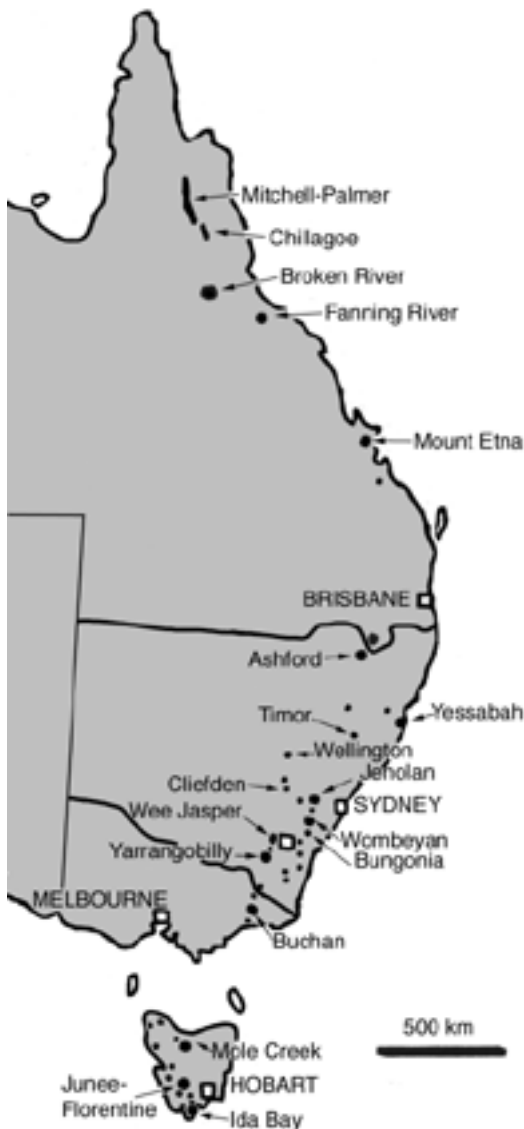 Mitchell-Palmer
Chillagoe
Broken River
Fanning River
Mount Etna
BRISBANE
Ashford
Yessabah
Timor
Wellington
Jenolan
Cliefden
SYDNEY
Wee Jasper
Wombeyan
Yarrangobilly
Bungonia
MELBOURNE
Buchan
500 km
Mole Creek
Junee-
Florentine
HOBART
Ida Bay